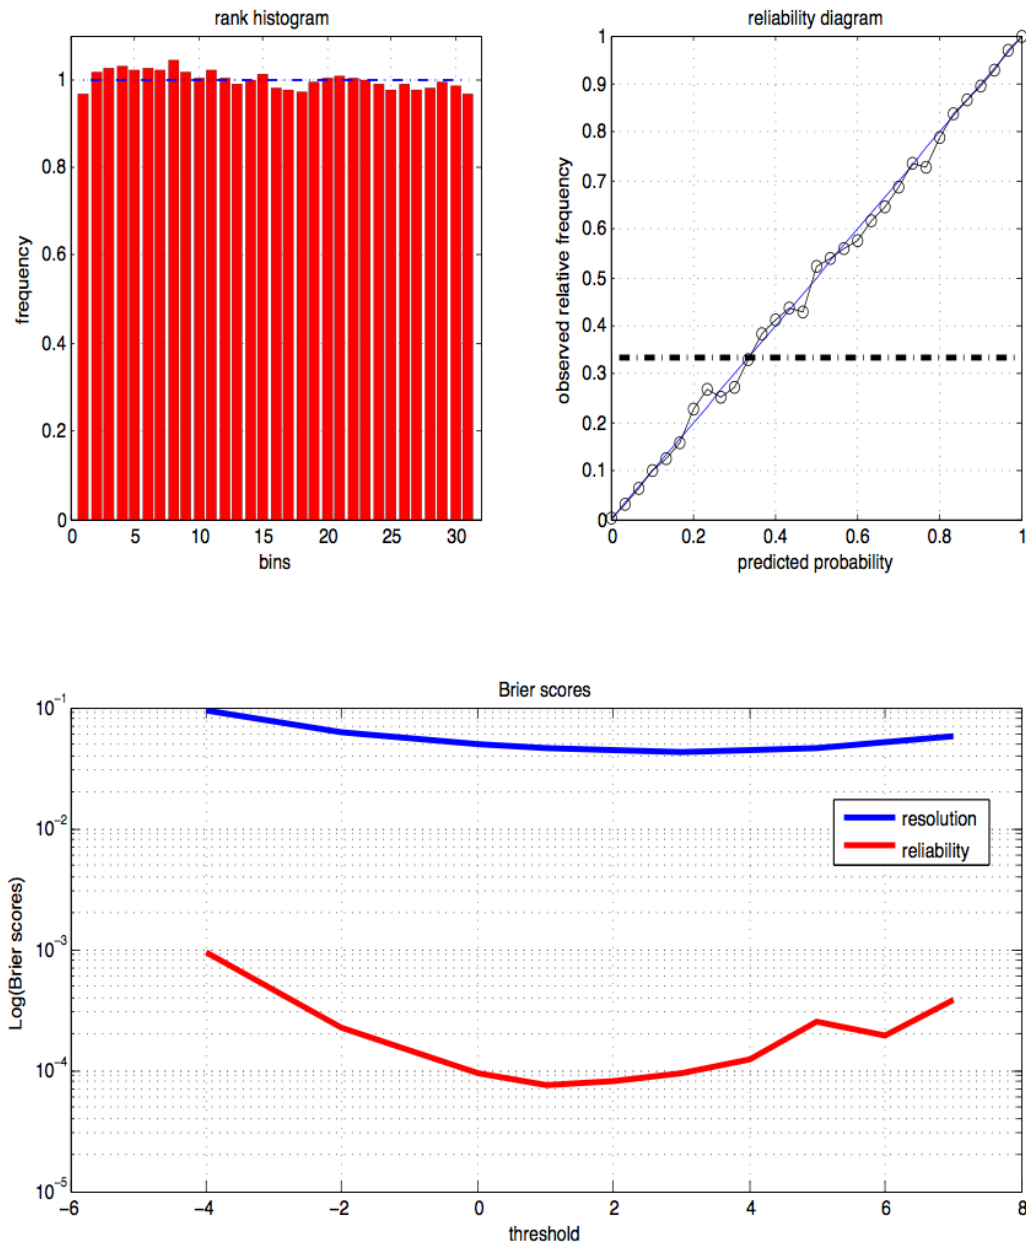 rank histogram
1
0.8
0.6
0.4
0.2
0
frequency
0 5 10 15 20 25 30
bins
reliability diagram
1
0.9
0.8
0.7
0.6
0.5
0.4
0.3
0.2
0.1
0
observed relative frequency
0 0.2 0.4 0.6 0.8 1
predicted probability
Brier scores
10⁻¹
10⁻²
10⁻³
10⁻⁴
10⁻⁵
Log(Brier scores)
resolution
reliability
−6 −4 −2 0 2 4 6 8
threshold